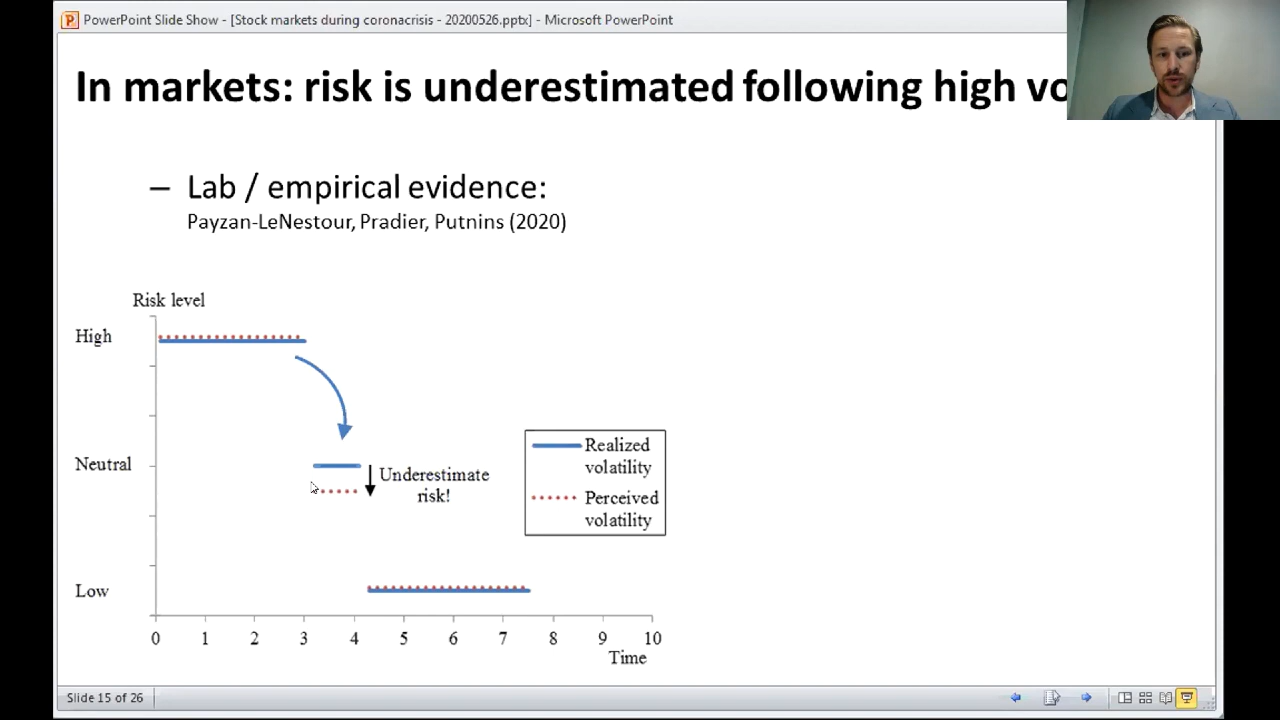 PowerPoint Slide Show - [Stock markets during coronacrisis - 20200526.pptx] - Microsoft PowerPoint
In markets: risk is underestimated following high vo
– Lab / empirical evidence:
Payzan-LeNestour, Pradier, Putnins (2020)
Risk level
High
Neutral
Low
Underestimate
risk!
Realized
volatility
Perceived
volatility
0 1 2 3 4 5 6 7 8 9 10
Time
Slide 15 of 26